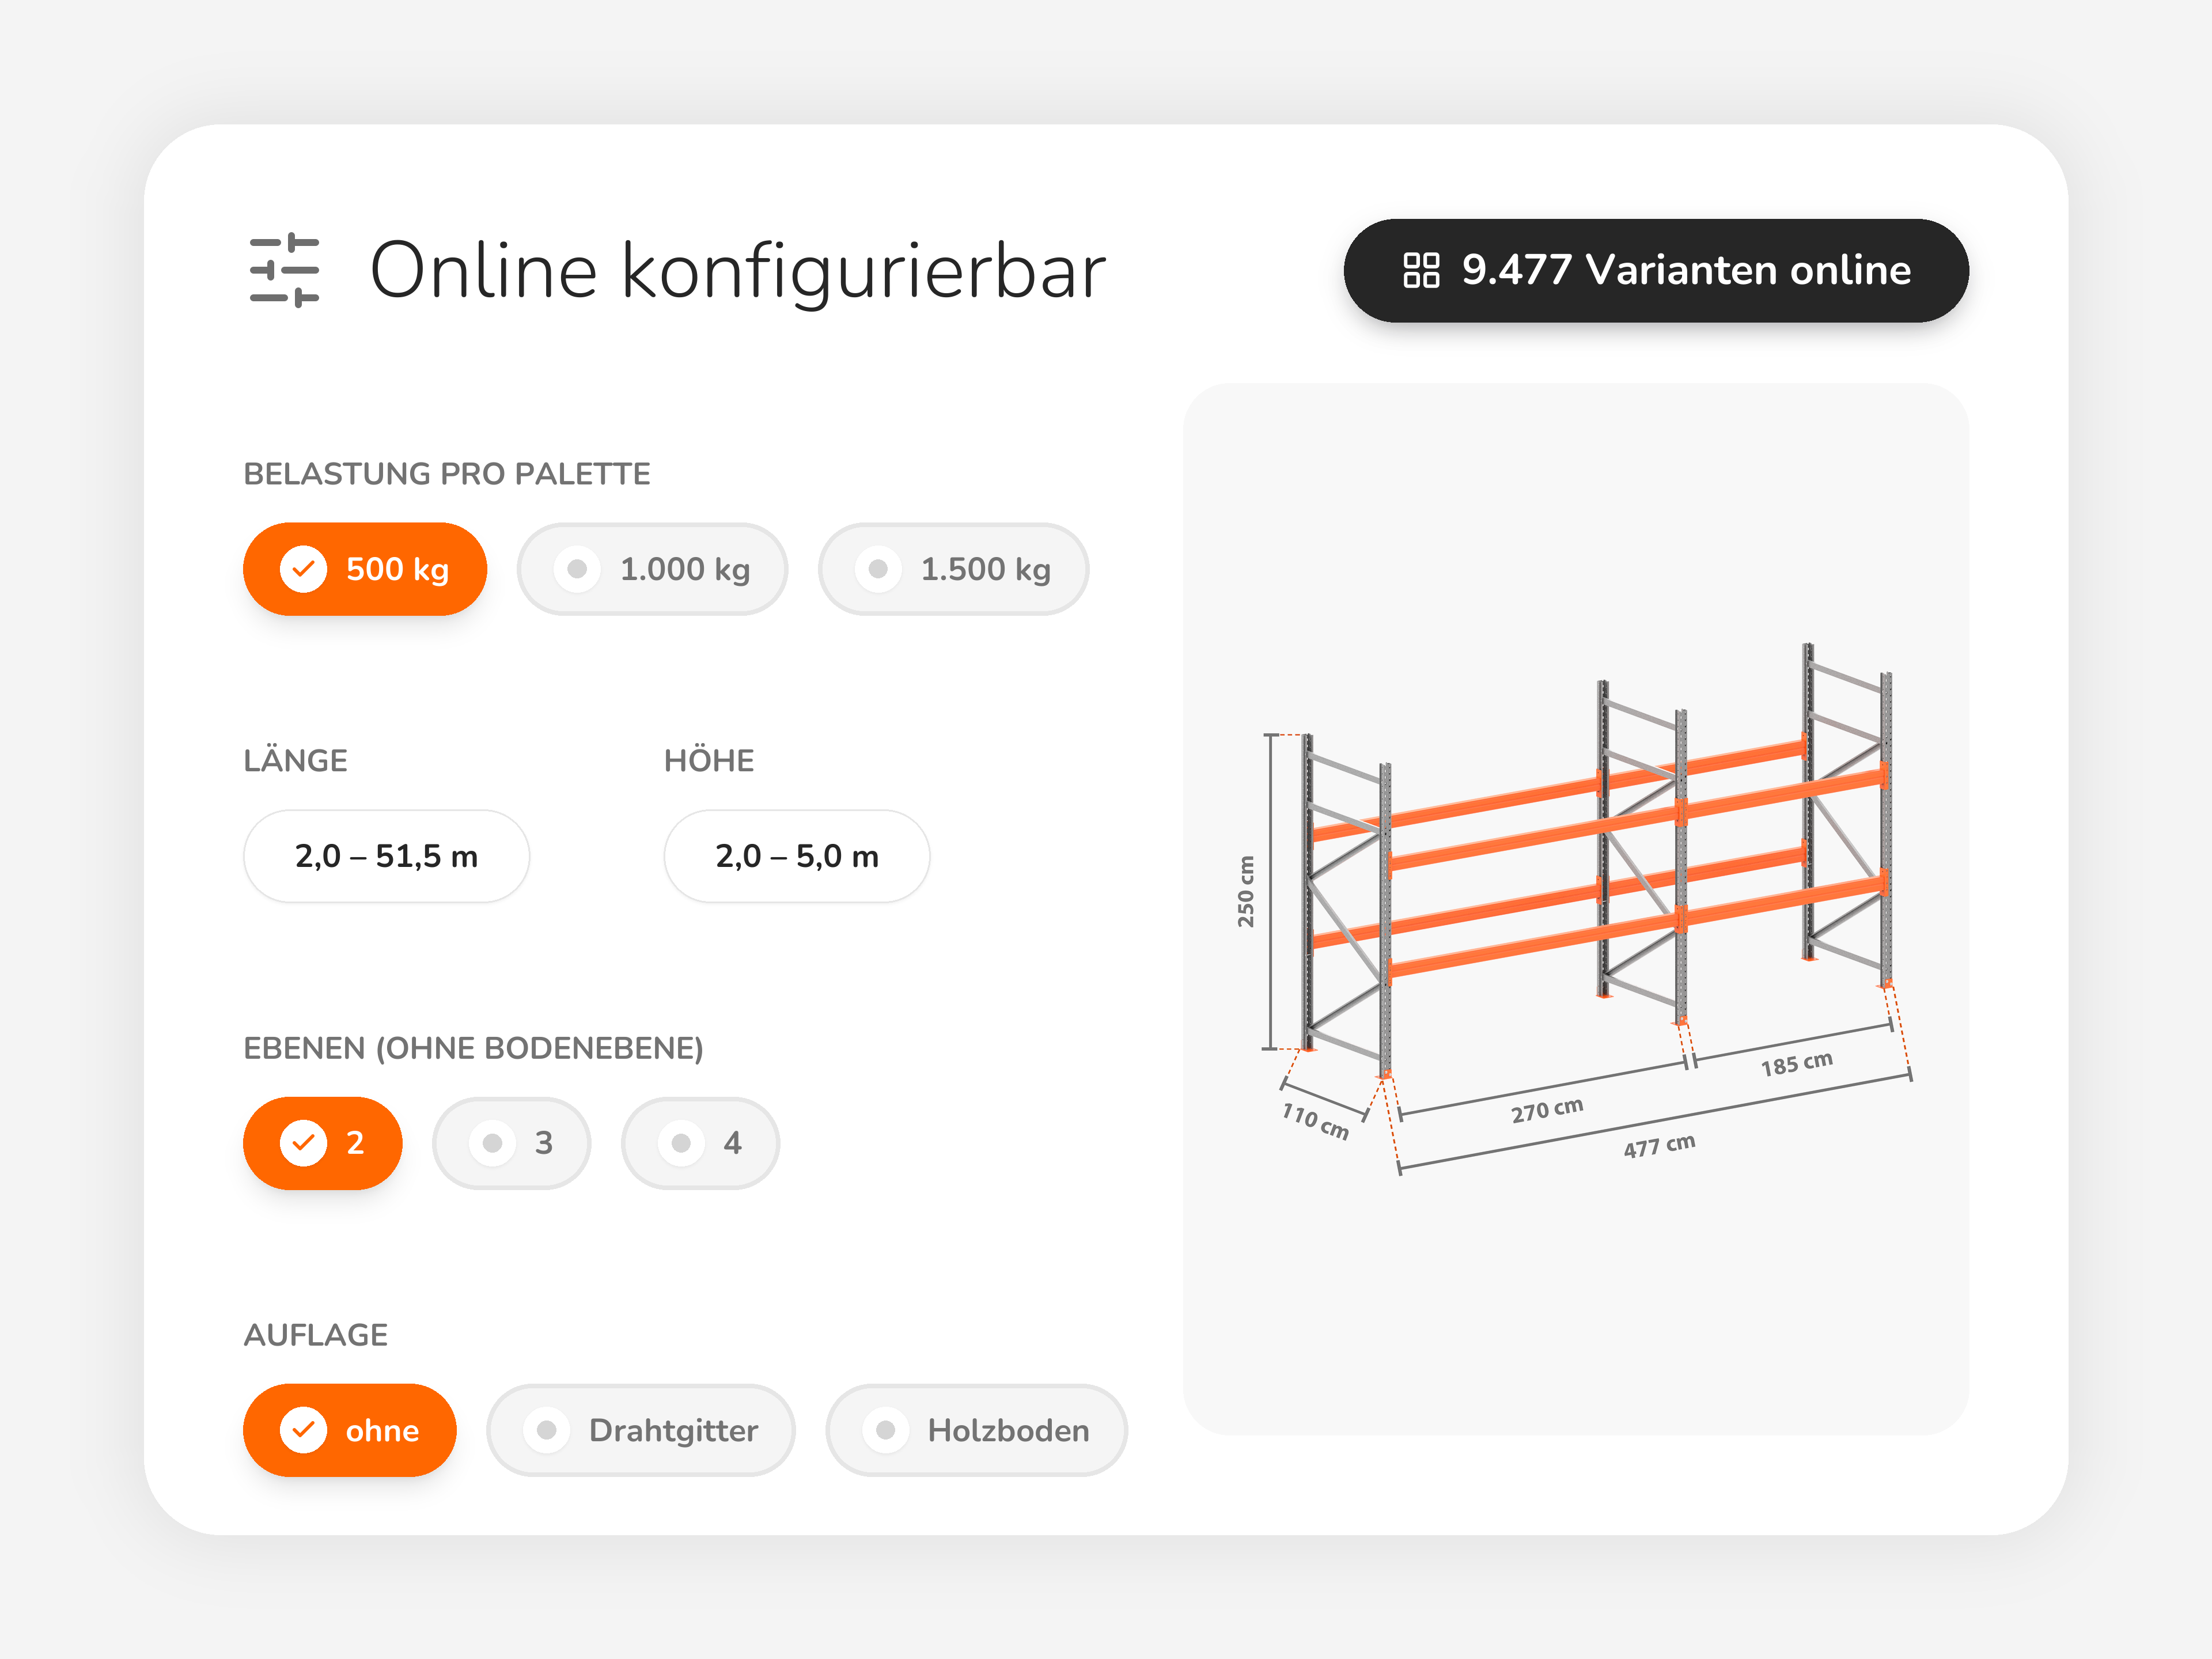 Online konfigurierbar
9.477 Varianten online
BELASTUNG PRO PALETTE
500 kg
1.000 kg
1.500 kg
LÄNGE
HÖHE
2,0 – 51,5 m
2,0 – 5,0 m
EBENEN (OHNE BODENEBENE)
2
3
4
AUFLAGE
ohne
Drahtgitter
Holzboden
250 cm
110 cm
270 cm
185 cm
477 cm